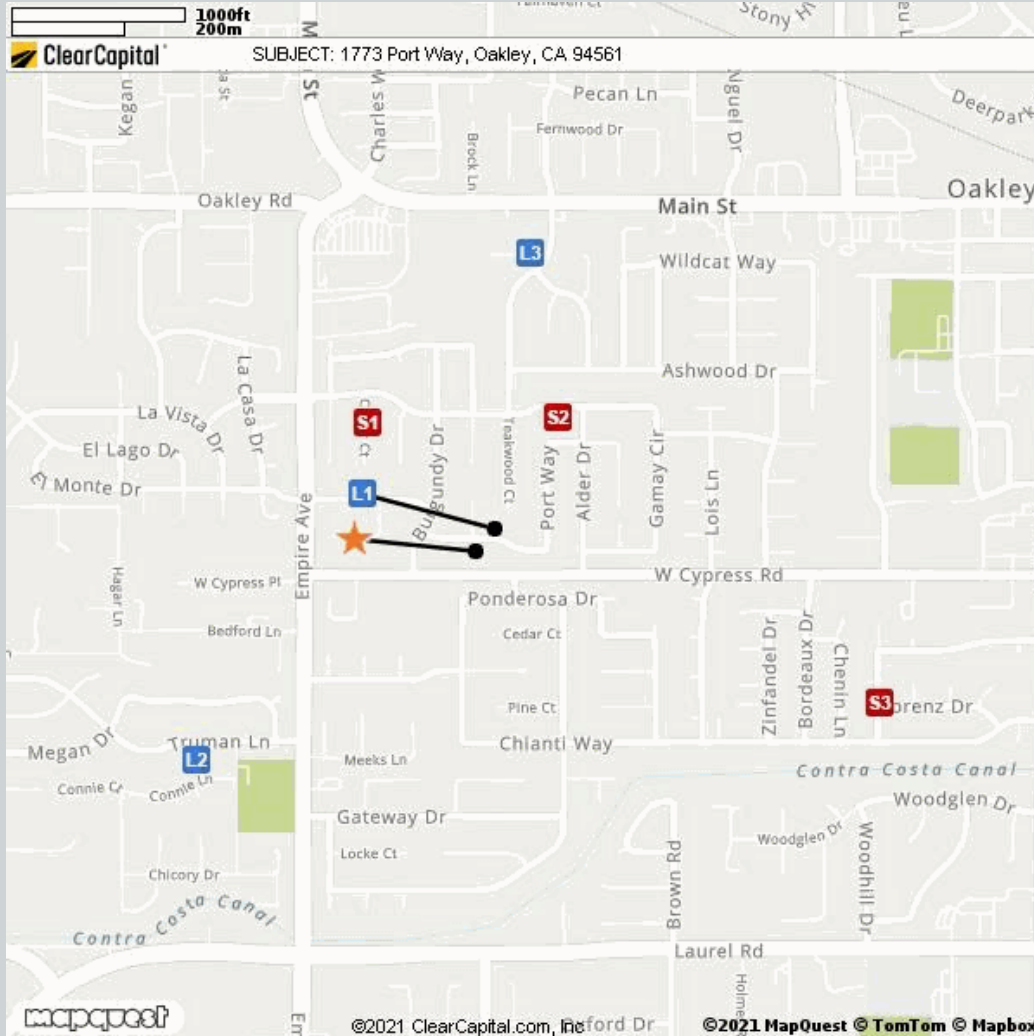 1000ft
200m
ClearCapital
SUBJECT: 1773 Port Way, Oakley, CA 94561
Stony
Kegan
St
Charles
Pecan Ln
Fernwood Dr
Brock Ln
Deerpark
Oakley Rd
Main St
Oakley
L3
Wildcat Way
La Casa Dr
Ashwood Dr
La Vista Dr
S1
S2
El Lago Dr
Ct
Burgundy Dr
Teakwood Ct
Port Way
Alder Dr
Gamay Cir
Lois Ln
El Monte Dr
L1
Empire Ave
Hagar Ln
W Cypress Pl
W Cypress Rd
Ponderosa Dr
Bedford Ln
Cedar Ct
Zinfandel Dr
Bordeaux Dr
Chenin Ln
Pine Ct
S3
orenz Dr
Megan Dr
Truman Ln
Chianti Way
L2
Meeks Ln
Contra Costa Canal
Connie Ct
Connie Ln
Woodglen Dr
Gateway Dr
Woodglen Dr
Locke Ct
Brown Rd
Woodhill Dr
Chicory Dr
Contra Costa Canal
Laurel Rd
mapquest
©2021 ClearCapital.com, Inc
©2021 MapQuest © TomTom © Mapbox